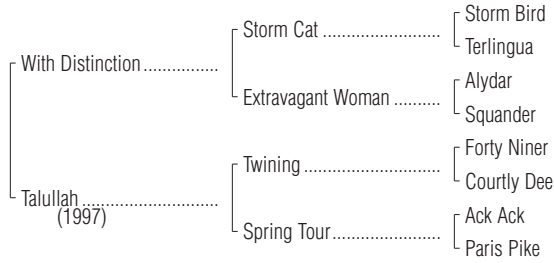 Storm Bird
Storm Cat ........................
Terlingua
With Distinction...............
Alydar
Extravagant Woman ..........
Squander
Forty Niner
Twining ............................
Courtly Dee
Talullah...........................
(1997)
Ack Ack
Spring Tour......................
Paris Pike